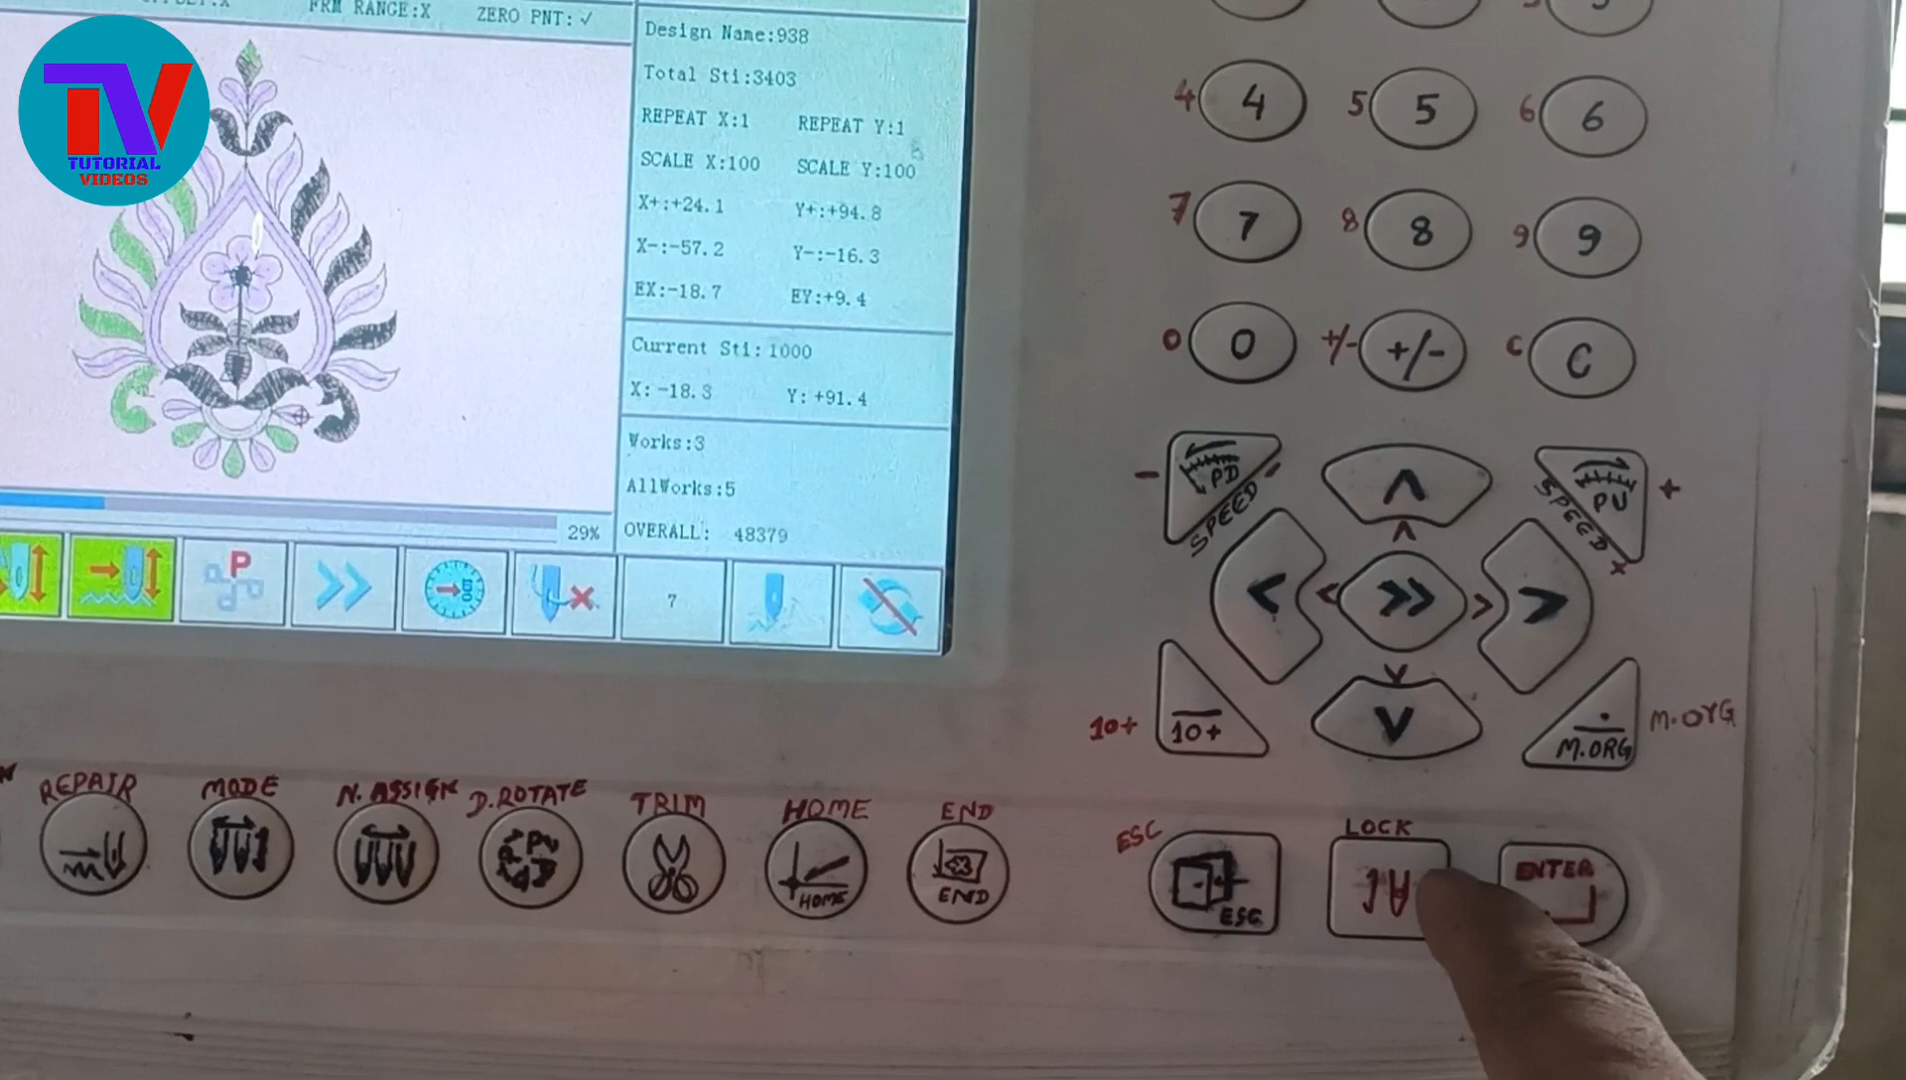 FRM RANGE:X
ZERO PNT:✓
TV
TUTORIAL
VIDEOS
Design Name:938
Total Sti:3403
REPEAT X:1 REPEAT Y:1
SCALE X:100 SCALE Y:100
X+:+24.1 Y+:+94.8
X-:-57.2 Y-:-16.3
EX:-18.7 EY:+9.4
Current Sti:1000
X:-18.3 Y:+91.4
Works:3
AllWorks:5
OVERALL: 48379
29%
P
7
4 4 5 5 6 6
7 7 8 8 9 9
0 0 +/- +/- C C
- PD - SPEED
PU SPEED + +
^
^
< < >> > >
v
v
10+ 10+
M.ORG M.ORG
REPAIR
MODE
N. ASSIGN
D.ROTATE
TRIM
HOME HOME
END END
ESC ESC
LOCK
ENTER